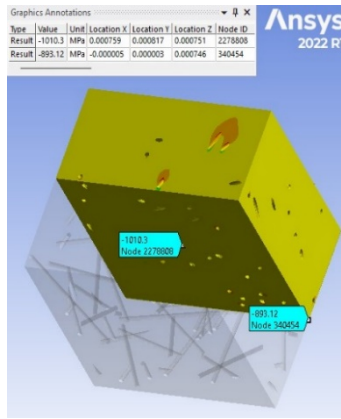 Graphics Annotations
Type Value Unit Location X Location Y Location Z Node ID
Result -1010.3 MPa 0.000759 0.000817 0.000751 2278808
Result -893.12 MPa -0.000005 0.000003 0.000746 340454
Ansys
2022 R
-1010.3
Node 2278808
-893.12
Node 340454